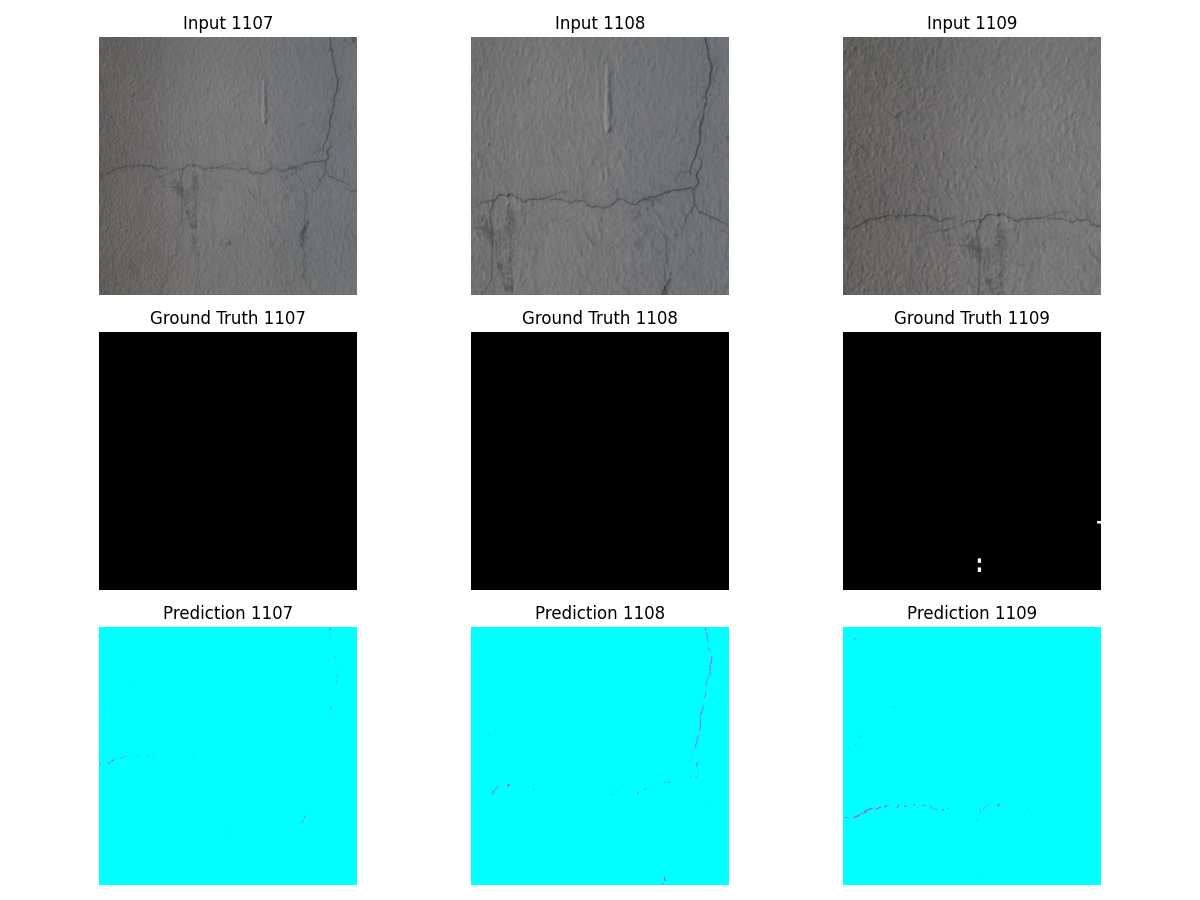 Input 1107
Input 1108
Input 1109
Ground Truth 1107
Ground Truth 1108
Ground Truth 1109
Prediction 1107
Prediction 1108
Prediction 1109